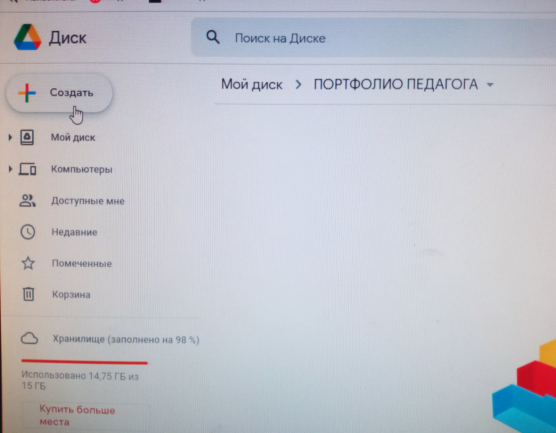 Диск
Поиск на Диске
Создать
Мой диск > ПОРТФОЛИО ПЕДАГОГА
Мой диск
Компьютеры
Доступные мне
Недавние
Помеченные
Корзина
Хранилище (заполнено на 98 %)
Использовано 14,75 ГБ из
15 ГБ
Купить больше
места